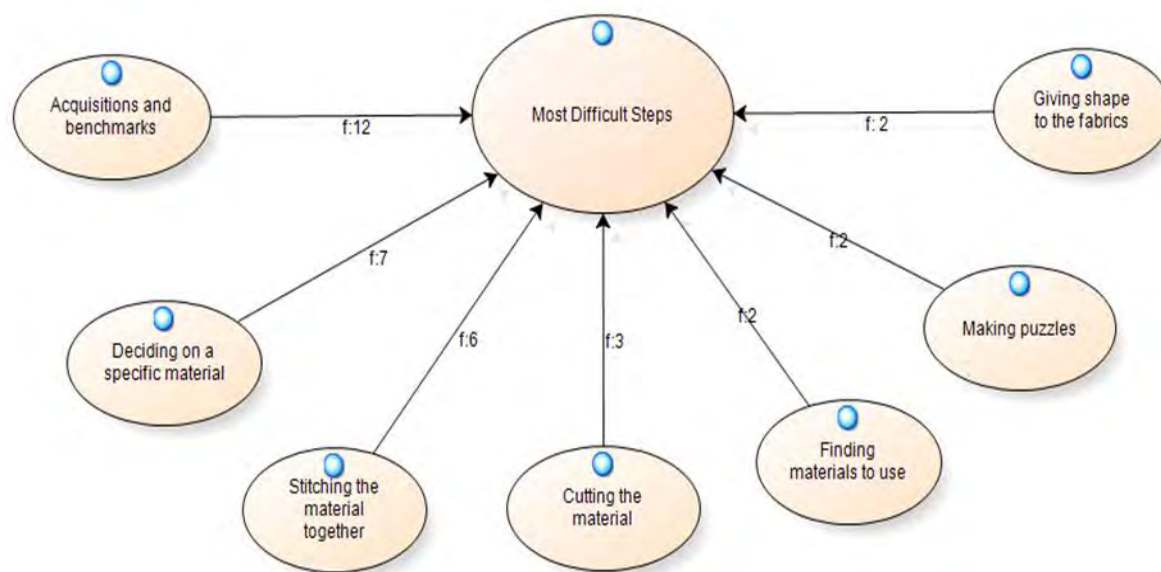 Most Difficult Steps
Acquisitions and
benchmarks
f:12
Giving shape
to the fabrics
f: 2
Deciding on a
specific material
f:7
Stitching the
material
together
f:6
Cutting the
material
f:3
Finding
materials to use
f:2
Making puzzles
f:2